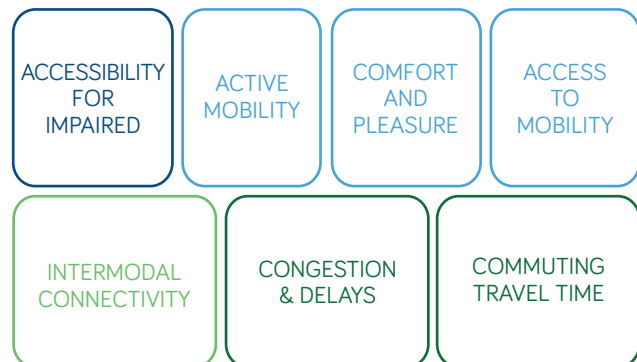 ACCESSIBILITY
FOR
IMPAIRED
ACTIVE
MOBILITY
COMFORT
AND
PLEASURE
ACCESS
TO
MOBILITY
INTERMODAL
CONNECTIVITY
CONGESTION
& DELAYS
COMMUTING
TRAVEL TIME